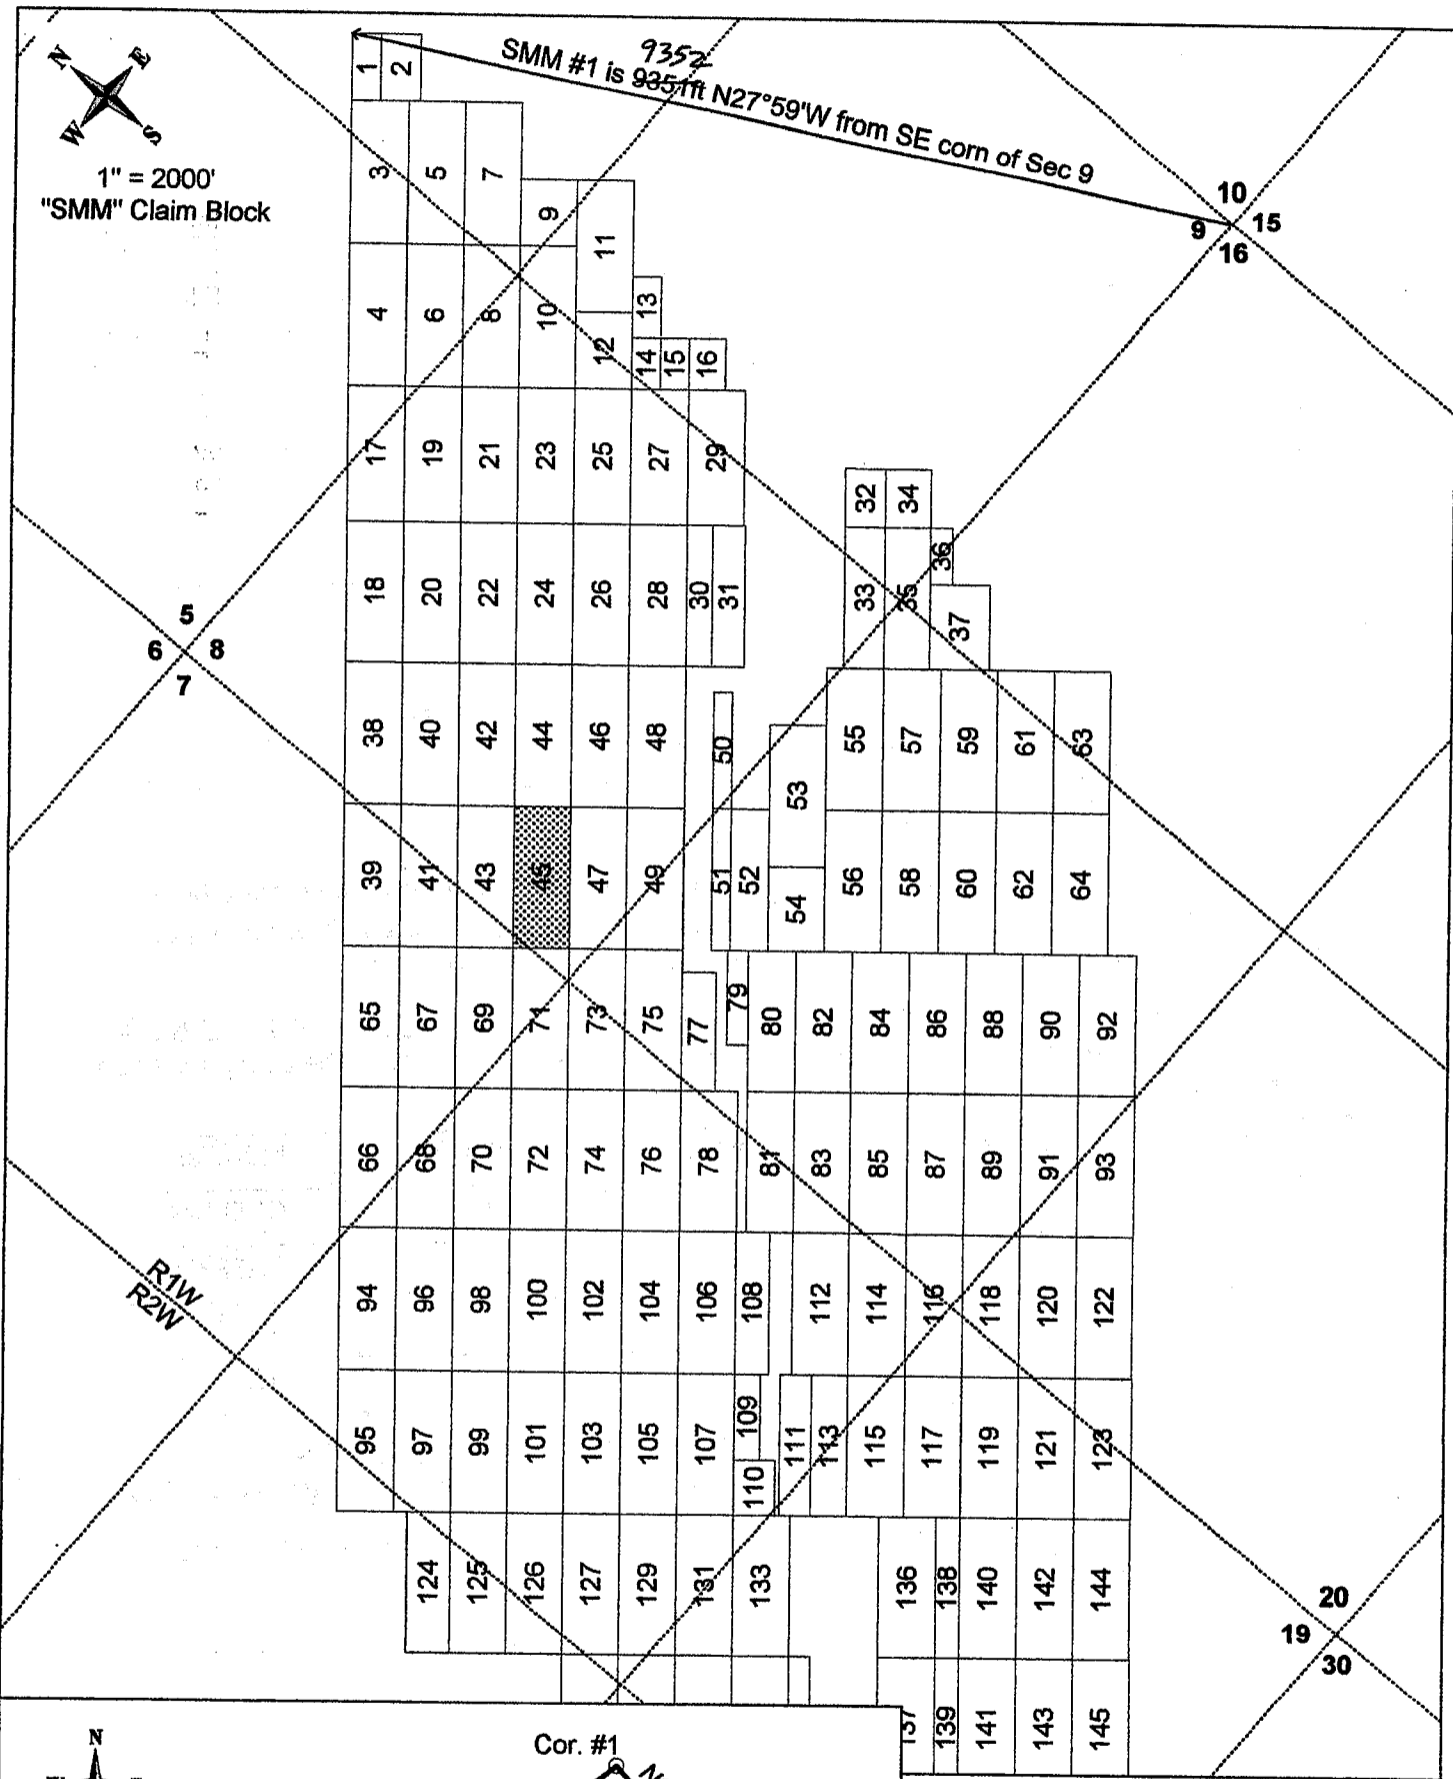 N E
W S
1" = 2000'
"SMM" Claim Block
9352
SMM #1 is 9351ft N27°59'W from SE corn of Sec 9
10
9 15
16
1 2
3 5 7
9 11
4 6 8 10 12 13
14 15 16
17 19 21 23 25 27 29
32 34
18 20 22 24 26 28 30 31
33 35 36 37
5
6 8
7
38 40 42 44 46 48 50
53 55 57 59 61 63
39 41 43 45 47 49 51 52
54 56 58 60 62 64
65 67 69 71 73 75 77 79 80 82 84 86 88 90 92
66 68 70 72 74 76 78 81 83 85 87 89 91 93
R1W
R2W
94 96 98 100 102 104 106 108 112 114 116 118 120 122
95 97 99 101 103 105 107 109 110 111 113 115 117 119 121 123
124 125 126 127 129 131 133 136 138 140 142 144
20
19
30
137 139 141 143 145
N
Cor. #1